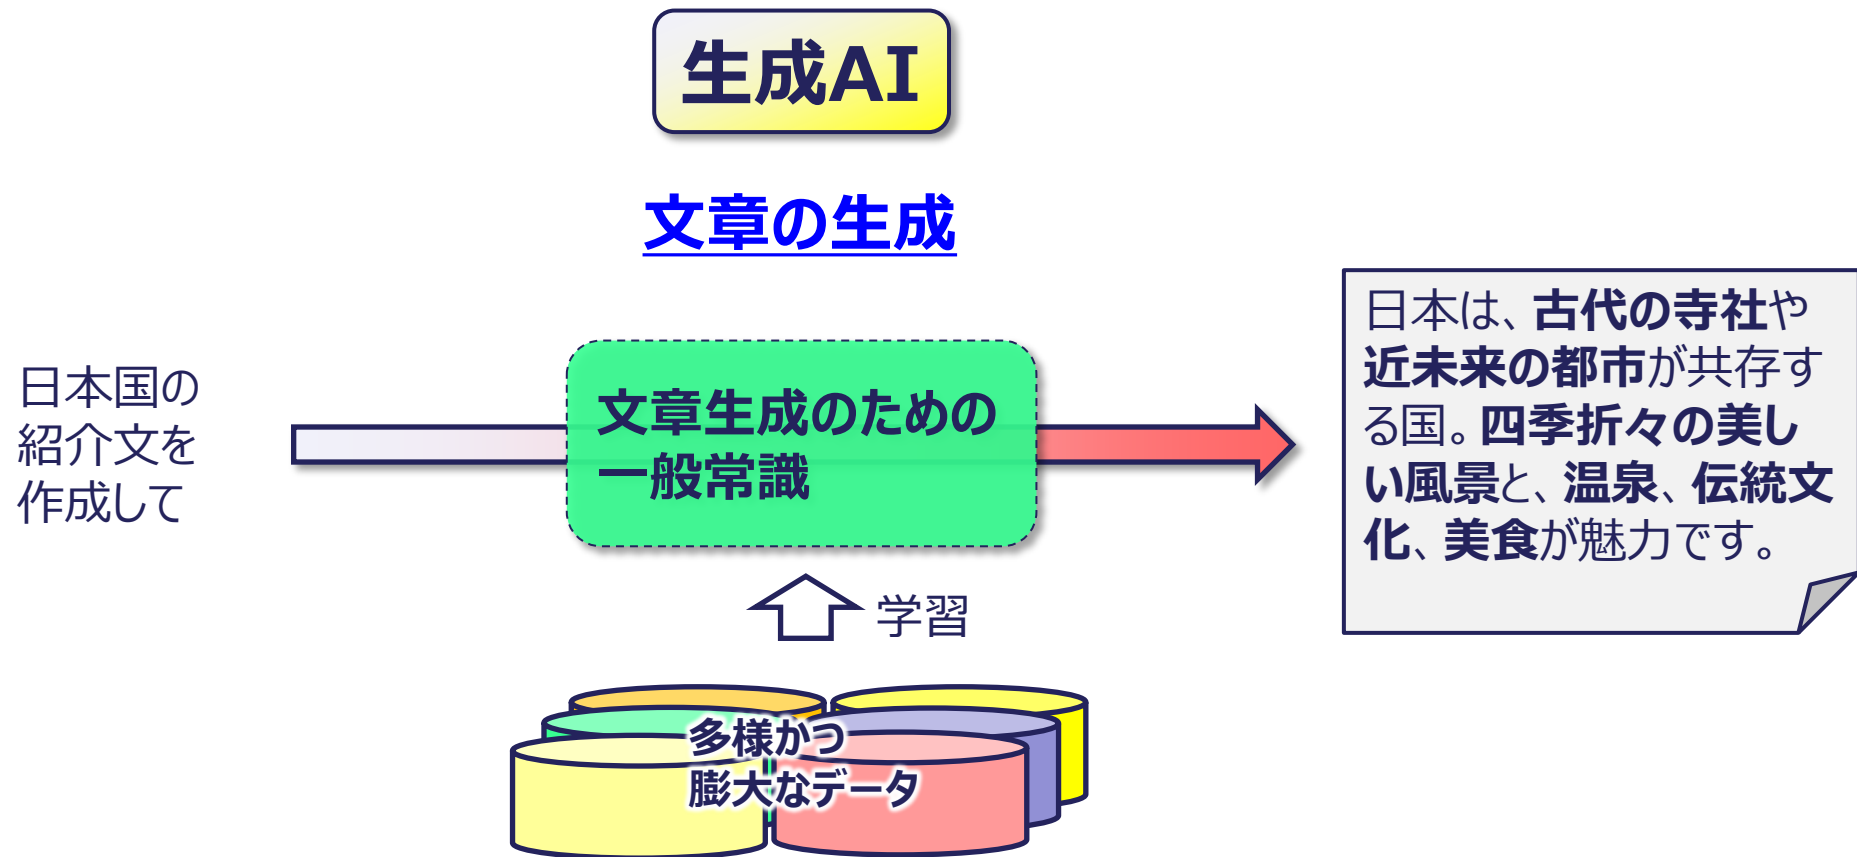 生成AI
文章の生成
日本国の
紹介文を
作成して
文章生成のための
一般常識
日本は、古代の寺社や
近未来の都市が共存す
る国。四季折々の美し
い風景と、温泉、伝統文
化、美食が魅力です。
学習
多様かつ
膨大なデータ